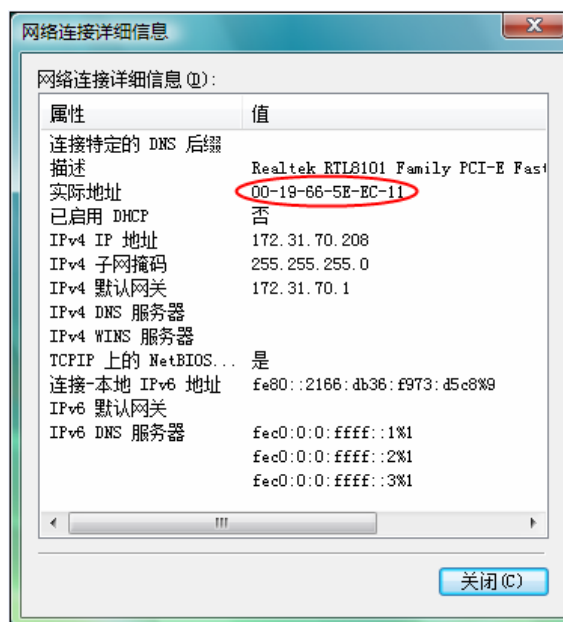 网络连接详细信息
网络连接详细信息(D):
属性 值
连接特定的 DNS 后缀
描述 Realtek RTL8101 Family PCI-E Fast
实际地址 00-19-66-5E-EC-11
已启用 DHCP 否
IPv4 IP 地址 172.31.70.208
IPv4 子网掩码 255.255.255.0
IPv4 默认网关 172.31.70.1
IPv4 DNS 服务器
IPv4 WINS 服务器
TCPIP 上的 NetBIOS... 是
连接-本地 IPv6 地址 fe80::2166:db36:f973:d5c8%9
IPv6 默认网关
IPv6 DNS 服务器 fec0:0:0:ffff::1%1
fec0:0:0:ffff::2%1
fec0:0:0:ffff::3%1
关闭(C)